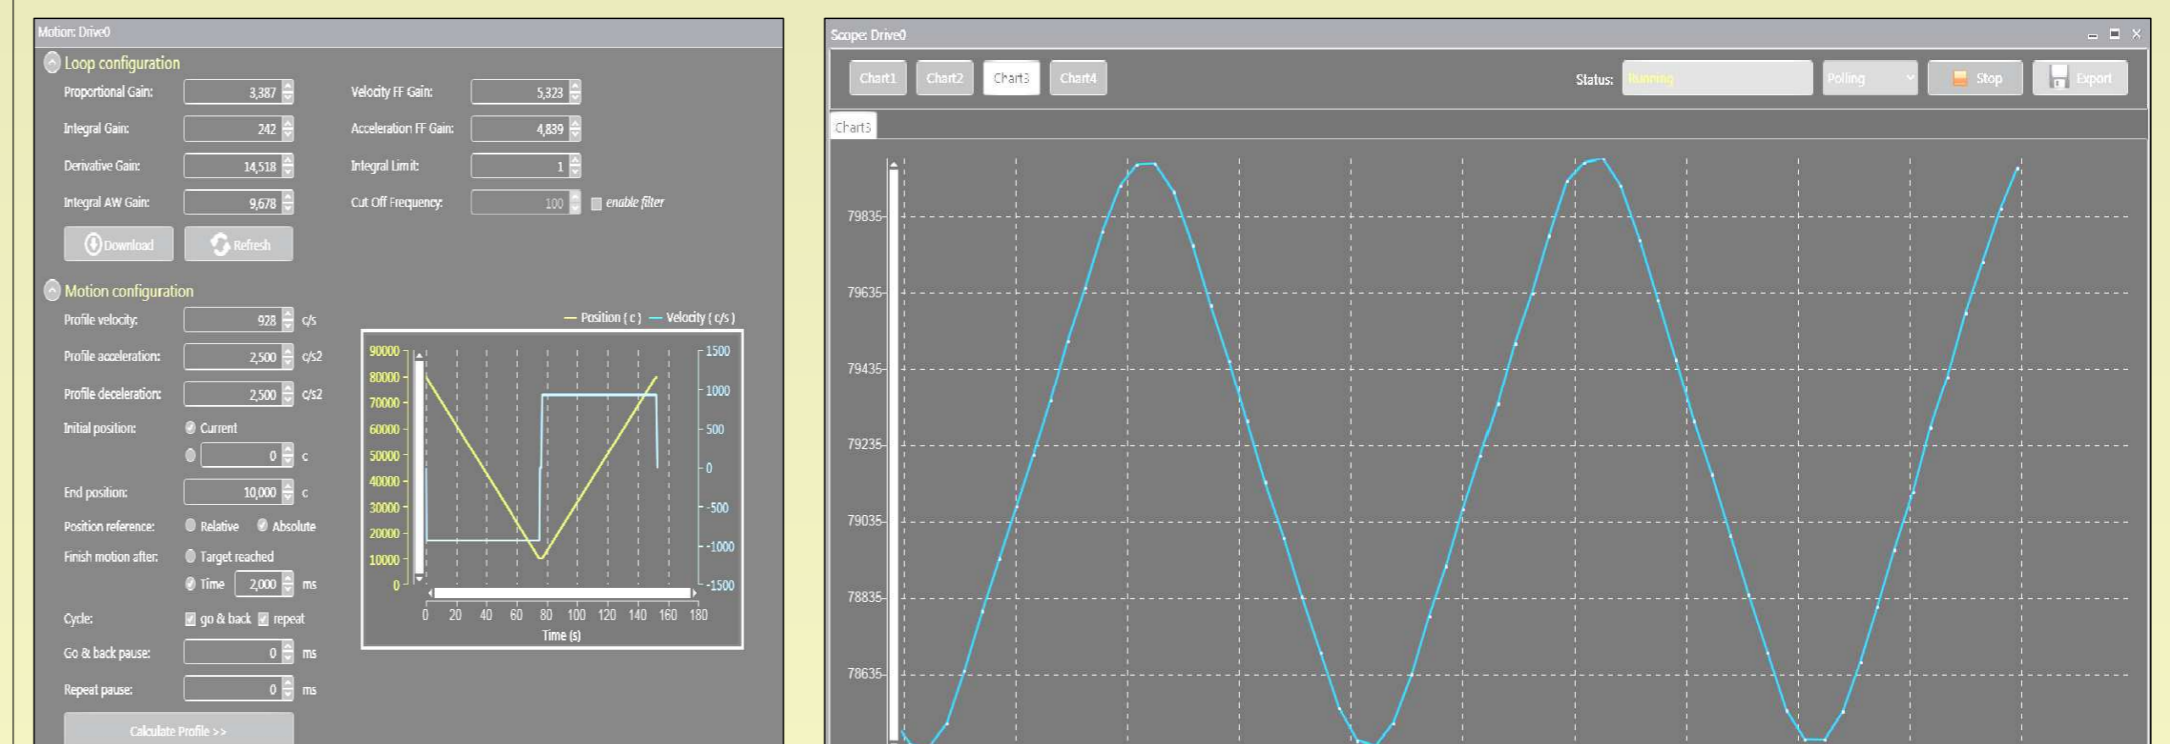 Motion: Drive0
Loop configuration
Proportional Gain: 3,387 Velocity FF Gain: 5,323
Integral Gain: 242 Acceleration FF Gain: 4,839
Derivative Gain: 14,518 Integral Limit: 1
Integral AW Gain: 9,678 Cut Off Frequency: 100 enable filter
Download Refresh
Motion configuration
Profile velocity: 928 c/s
Profile acceleration: 2,500 c/s2
Profile deceleration: 2,500 c/s2
Initial position: Current
0 c
End position: 10,000 c
Position reference: Relative Absolute
Finish motion after: Target reached
Time 2,000 ms
Cycle: go & back repeat
Go & back pause: 0 ms
Repeat pause: 0 ms
Calculate Profile >>
Position ( c ) Velocity ( c/s )
90000
80000
70000
60000
50000
40000
30000
20000
10000
0
1500
1000
500
0
-500
-1000
-1500
0 20 40 60 80 100 120 140 160 180
Time (s)
Scope: Drive0
Chart1 Chart2 Chart3 Chart4 Status: Running Polling Stop Export
Chart3
79835
79635
79435
79235
79035
78835
78635